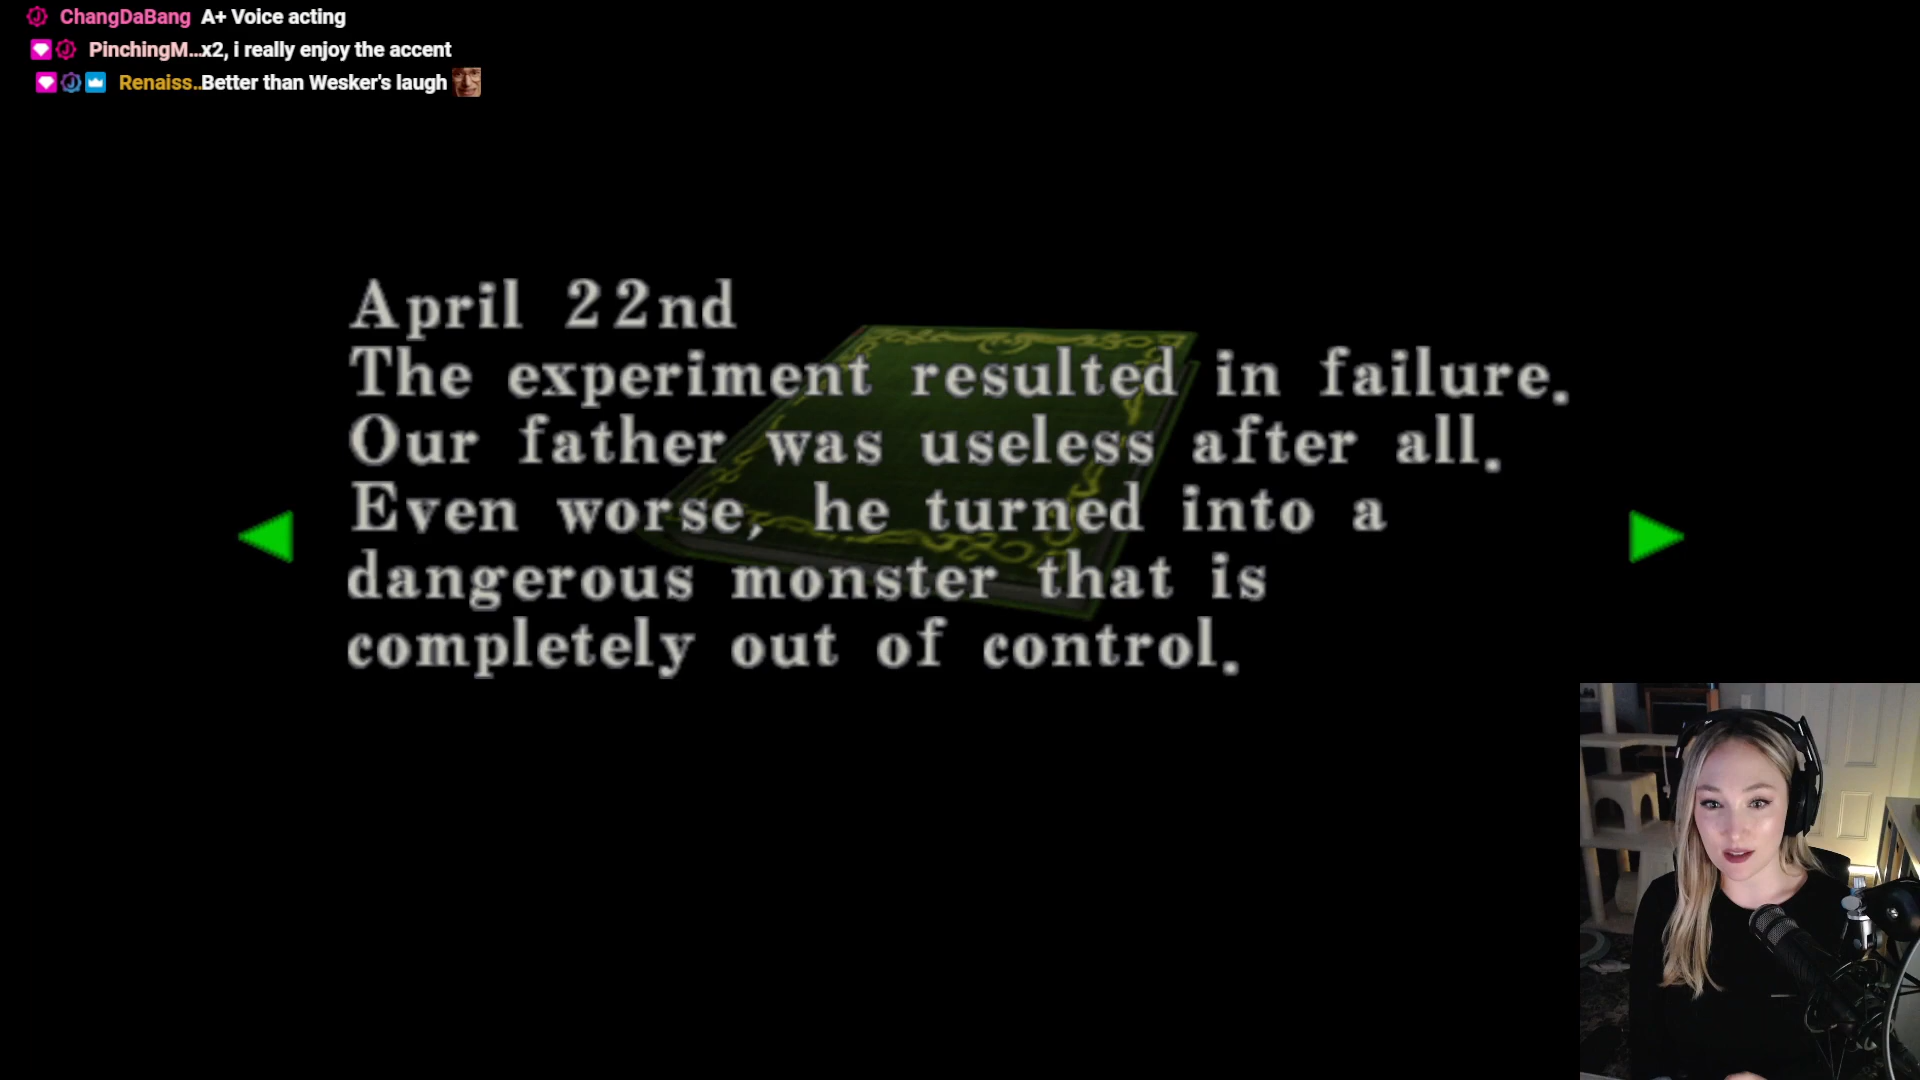 ChangDaBang A+ Voice acting
PinchingM...x2, i really enjoy the accent
Renaiss..Better than Wesker's laugh
April 22nd
The experiment resulted in failure.
Our father was useless after all.
Even worse, he turned into a
dangerous monster that is
completely out of control.